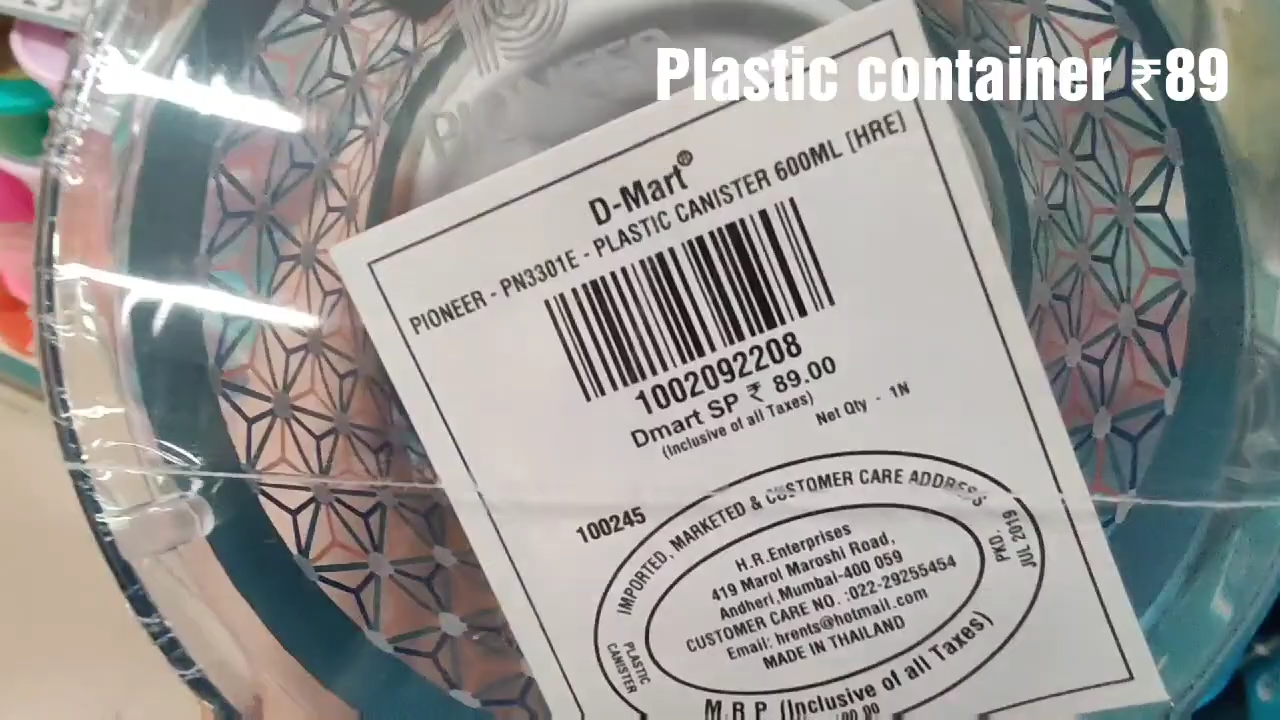 Plastic container ₹89
PIONEER
D-Mart®
PIONEER - PN3301E - PLASTIC CANISTER 600ML [HRE]
1002092208
Dmart SP ₹ 89.00
(Inclusive of all Taxes)
Net Qty - 1N
100245
IMPORTED, MARKETED & CUSTOMER CARE ADDRESS
PKD. JUL 2019
H.R.Enterprises
419 Marol Maroshi Road,
Andheri,Mumbai-400 059
CUSTOMER CARE NO. :022-29255454
Email: hrents@hotmail.com
MADE IN THAILAND
PLASTIC
CANISTER
M.R.P. (Inclusive of all Taxes)